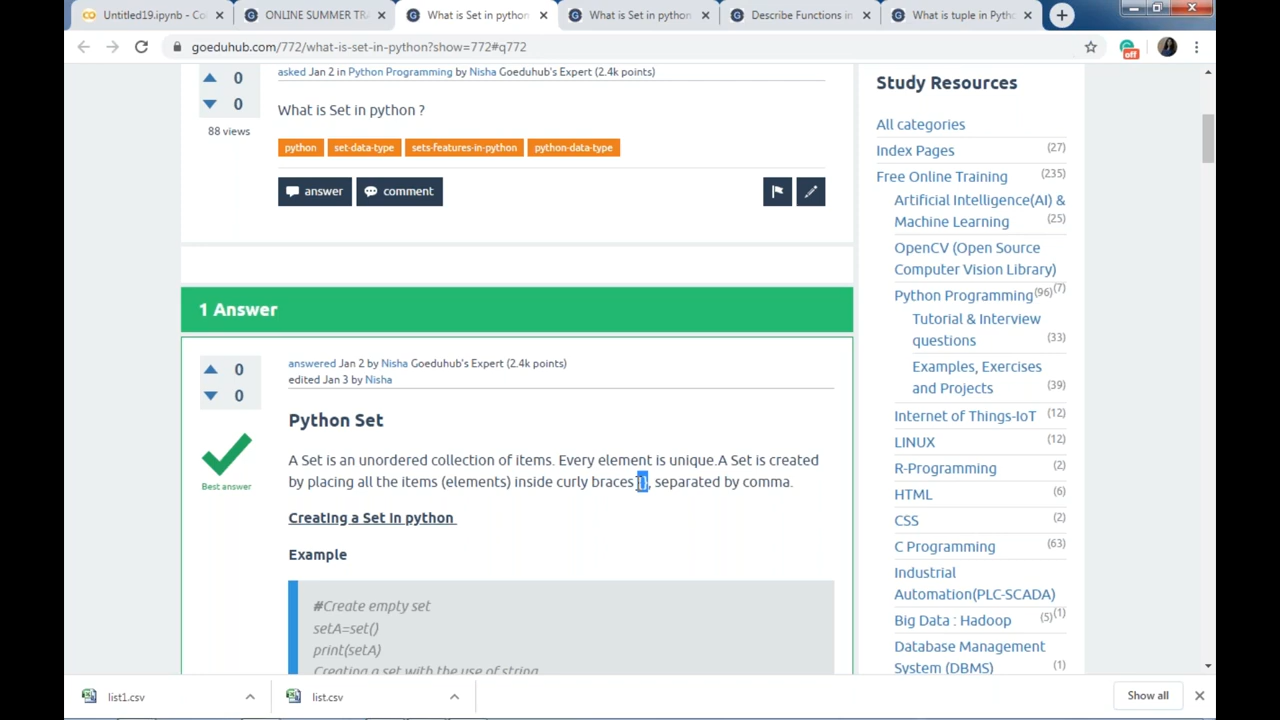 Untitled19.ipynb - Co
ONLINE SUMMER TRA
What is Set in python
What is Set in python
Describe Functions in
What is tuple in Pytho
goeduhub.com/772/what-is-set-in-python?show=772#q772
off
0
0
88 views
asked Jan 2 in Python Programming by Nisha Goeduhub's Expert (2.4k points)
What is Set in python ?
python
set-data-type
sets-features-in-python
python-data-type
answer
comment
1 Answer
0
0
Best answer
answered Jan 2 by Nisha Goeduhub's Expert (2.4k points)
edited Jan 3 by Nisha
Python Set
A Set is an unordered collection of items. Every element is unique.A Set is created
by placing all the items (elements) inside curly braces {}, separated by comma.
Creating a Set in python
Example
#Create empty set
setA=set()
print(setA)
Creating a set with the use of string
Study Resources
All categories
Index Pages (27)
Free Online Training (235)
Artificial Intelligence(AI) &
Machine Learning (25)
OpenCV (Open Source
Computer Vision Library) (7)
Python Programming (96)
Tutorial & Interview
questions (33)
Examples, Exercises
and Projects (39)
Internet of Things-IoT (12)
LINUX (12)
R-Programming (2)
HTML (6)
CSS (2)
C Programming (63)
Industrial
Automation(PLC-SCADA) (1)
Big Data : Hadoop (5)
Database Management
System (DBMS) (1)
list1.csv
list.csv
Show all